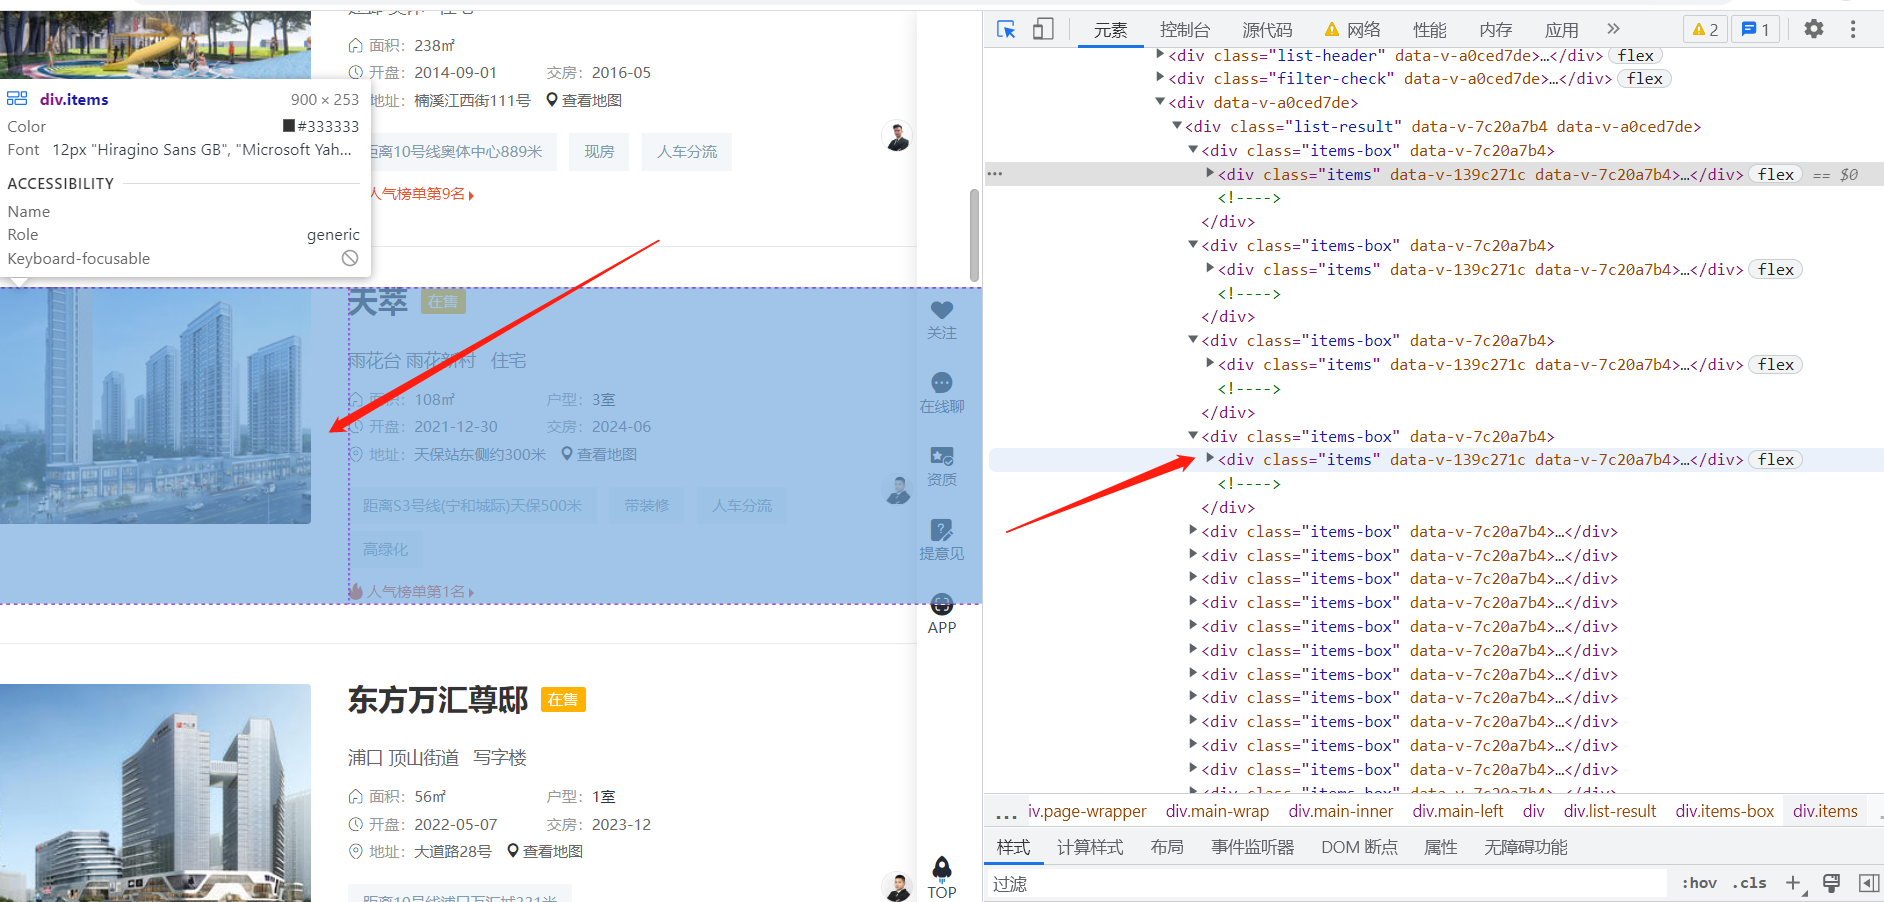 面积：238㎡
开盘：2014-09-01 交房：2016-05
地址：楠溪江西街111号 查看地图
距离10号线奥体中心889米 现房 人车分流
人气榜单第9名
div.items 900 × 253
Color #333333
Font 12px "Hiragino Sans GB", "Microsoft Yah...
ACCESSIBILITY
Name
Role generic
Keyboard-focusable
天萃 在售
雨花台 雨花新村 住宅
面积：108㎡ 户型：3室
开盘：2021-12-30 交房：2024-06
地址：天保站东侧约300米 查看地图
距离S3号线(宁和城际)天保500米 带装修 人车分流
高绿化
人气榜单第1名
东方万汇尊邸 在售
浦口 顶山街道 写字楼
面积：56㎡ 户型：1室
开盘：2022-05-07 交房：2023-12
地址：大道路28号 查看地图
关注
在线聊
资质
提意见
APP
TOP
元素 控制台 源代码 网络 性能 内存 应用 » 2 1
<div class="list-header" data-v-a0ced7de>…</div> flex
<div class="filter-check" data-v-a0ced7de>…</div> flex
<div data-v-a0ced7de>
<div class="list-result" data-v-7c20a7b4 data-v-a0ced7de>
<div class="items-box" data-v-7c20a7b4>
<div class="items" data-v-139c271c data-v-7c20a7b4>…</div> flex == $0
<!---->
</div>
<div class="items-box" data-v-7c20a7b4>
<div class="items" data-v-139c271c data-v-7c20a7b4>…</div> flex
<!---->
</div>
<div class="items-box" data-v-7c20a7b4>
<div class="items" data-v-139c271c data-v-7c20a7b4>…</div> flex
<!---->
</div>
<div class="items-box" data-v-7c20a7b4>
<div class="items" data-v-139c271c data-v-7c20a7b4>…</div> flex
<!---->
</div>
<div class="items-box" data-v-7c20a7b4>…</div>
<div class="items-box" data-v-7c20a7b4>…</div>
<div class="items-box" data-v-7c20a7b4>…</div>
<div class="items-box" data-v-7c20a7b4>…</div>
<div class="items-box" data-v-7c20a7b4>…</div>
<div class="items-box" data-v-7c20a7b4>…</div>
<div class="items-box" data-v-7c20a7b4>…</div>
<div class="items-box" data-v-7c20a7b4>…</div>
<div class="items-box" data-v-7c20a7b4>…</div>
<div class="items-box" data-v-7c20a7b4>…</div>
<div class="items-box" data-v-7c20a7b4>…</div>
... iv.page-wrapper div.main-wrap div.main-inner div.main-left div div.list-result div.items-box div.items
样式 计算样式 布局 事件监听器 DOM 断点 属性 无障碍功能
过滤 :hov .cls